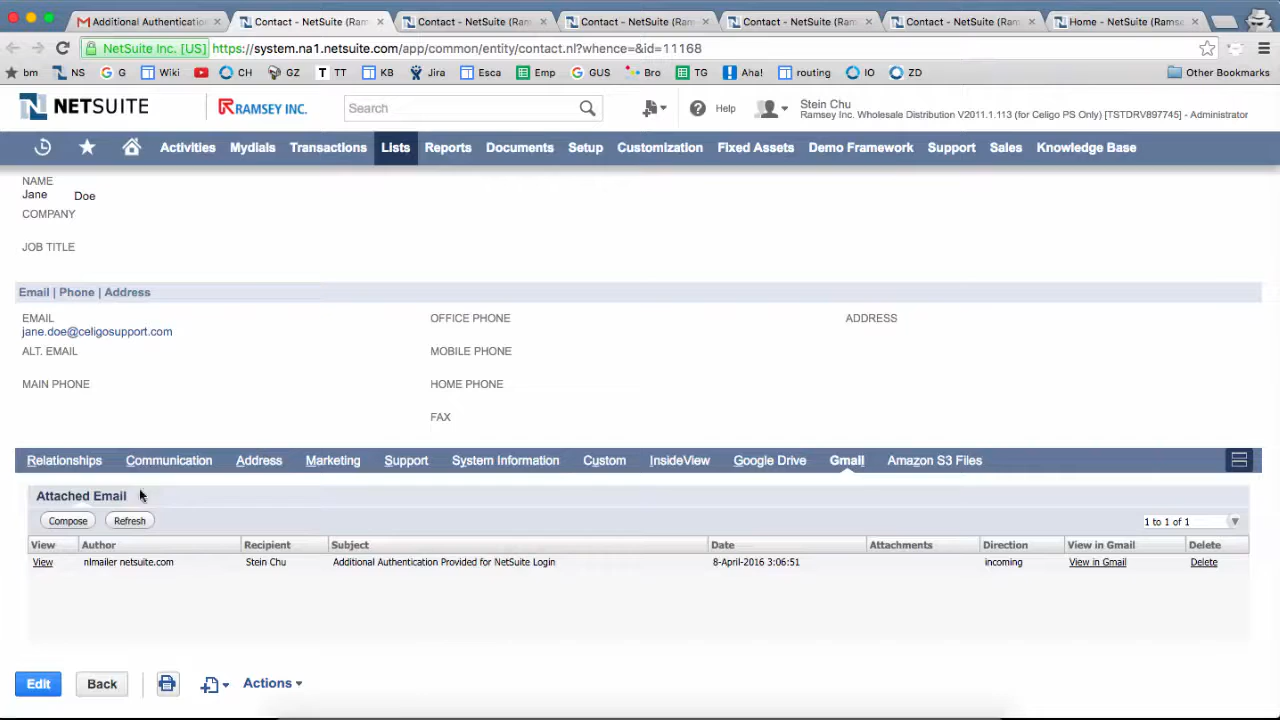 Additional Authentication
Contact - NetSuite (Ram
Contact - NetSuite (Ram
Contact - NetSuite (Ram
Contact - NetSuite (Ram
Contact - NetSuite (Ram
Home - NetSuite (Ramse
NetSuite Inc. [US]
https://system.na1.netsuite.com/app/common/entity/contact.nl?whence=&id=11168
bm
NS
G
Wiki
CH
GZ
TT
KB
Jira
Esca
Emp
GUS
Bro
TG
Aha!
routing
IO
ZD
Other Bookmarks
NETSUITE
RAMSEY INC.
Search
Help
Stein Chu
Ramsey Inc. Wholesale Distribution V2011.1.113 (for Celigo PS Only) [TSTDRV897745] - Administrator
Activities
Mydials
Transactions
Lists
Reports
Documents
Setup
Customization
Fixed Assets
Demo Framework
Support
Sales
Knowledge Base
NAME
Jane Doe
COMPANY
JOB TITLE
Email | Phone | Address
EMAIL
jane.doe@celigosupport.com
ALT. EMAIL
MAIN PHONE
OFFICE PHONE
MOBILE PHONE
HOME PHONE
FAX
ADDRESS
Relationships
Communication
Address
Marketing
Support
System Information
Custom
InsideView
Google Drive
Gmail
Amazon S3 Files
Attached Email
Compose
Refresh
1 to 1 of 1
View Author Recipient Subject Date Attachments Direction View in Gmail Delete
View nlmailer netsuite.com Stein Chu Additional Authentication Provided for NetSuite Login 8-April-2016 3:06:51 incoming View in Gmail Delete
Edit
Back
Actions